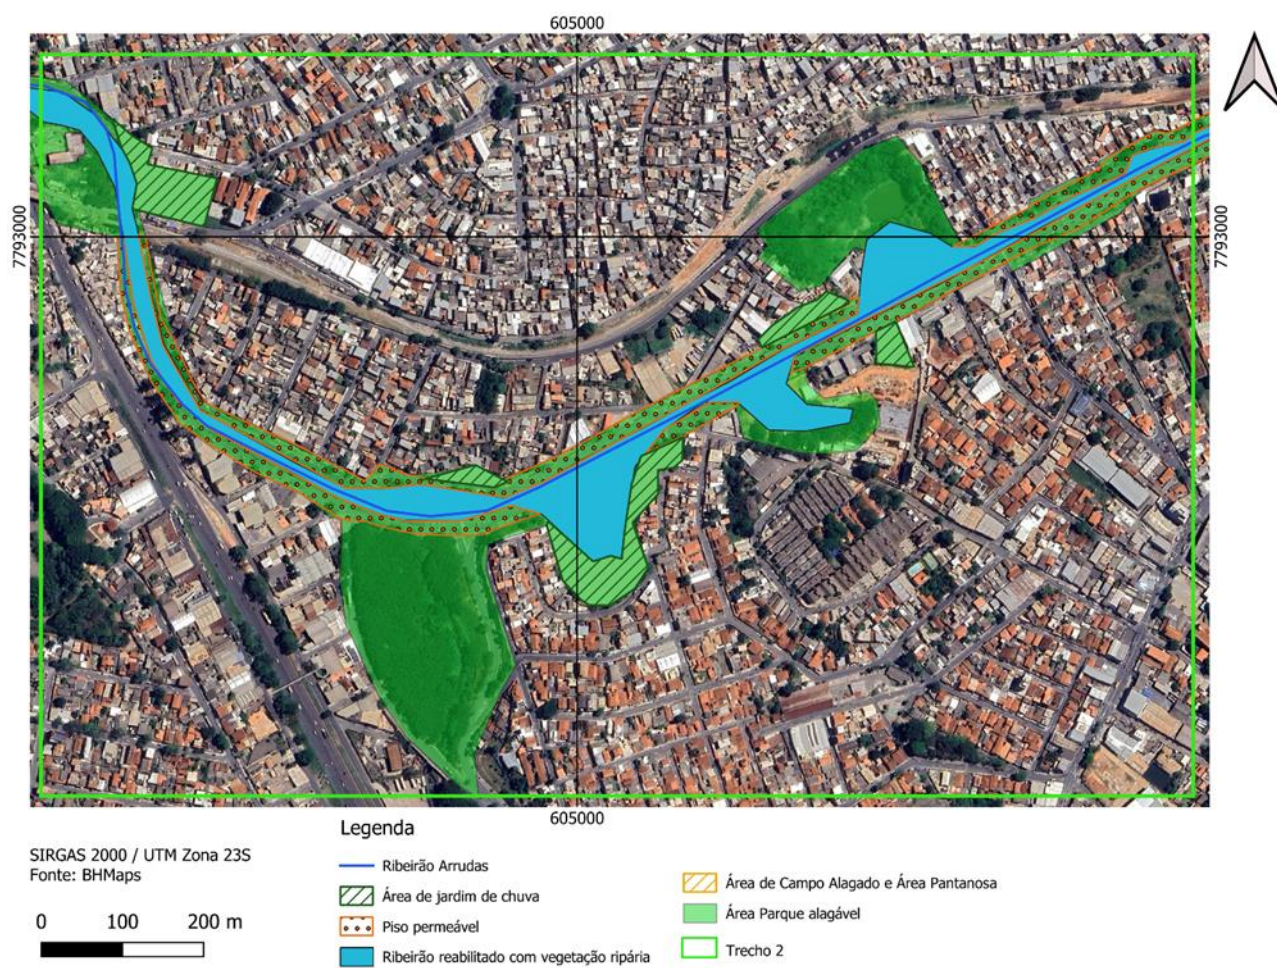 605000
7793000
7793000
605000
Legenda
SIRGAS 2000 / UTM Zona 23S
Fonte: BHMaps
0 100 200 m
Ribeirão Arrudas
Área de jardim de chuva
Piso permeável
Ribeirão reabilitado com vegetação ripária
Área de Campo Alagado e Área Pantanosa
Área Parque alagável
Trecho 2